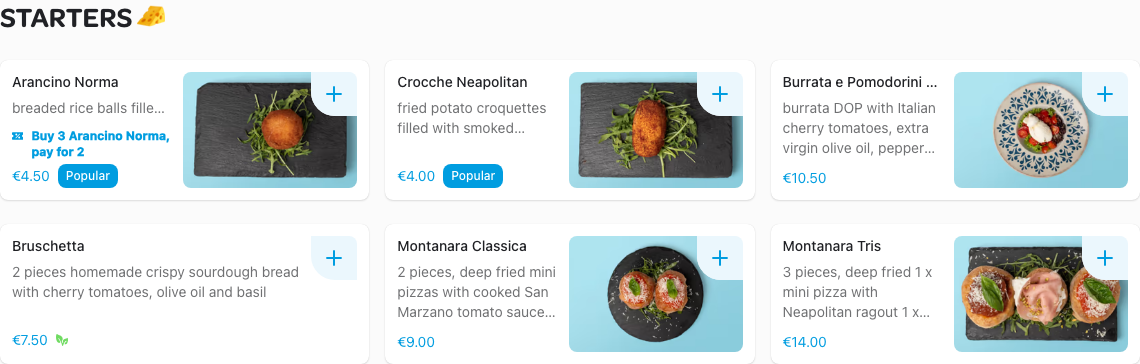 STARTERS
Arancino Norma
breaded rice balls fille...
Buy 3 Arancino Norma,
pay for 2
€4.50 Popular
Crocche Neapolitan
fried potato croquettes
filled with smoked...
€4.00 Popular
Burrata e Pomodorini ...
burrata DOP with Italian
cherry tomatoes, extra
virgin olive oil, pepper...
€10.50
Bruschetta
2 pieces homemade crispy sourdough bread
with cherry tomatoes, olive oil and basil
€7.50
Montanara Classica
2 pieces, deep fried mini
pizzas with cooked San
Marzano tomato sauce...
€9.00
Montanara Tris
3 pieces, deep fried 1 x
mini pizza with
Neapolitan ragout 1 x...
€14.00